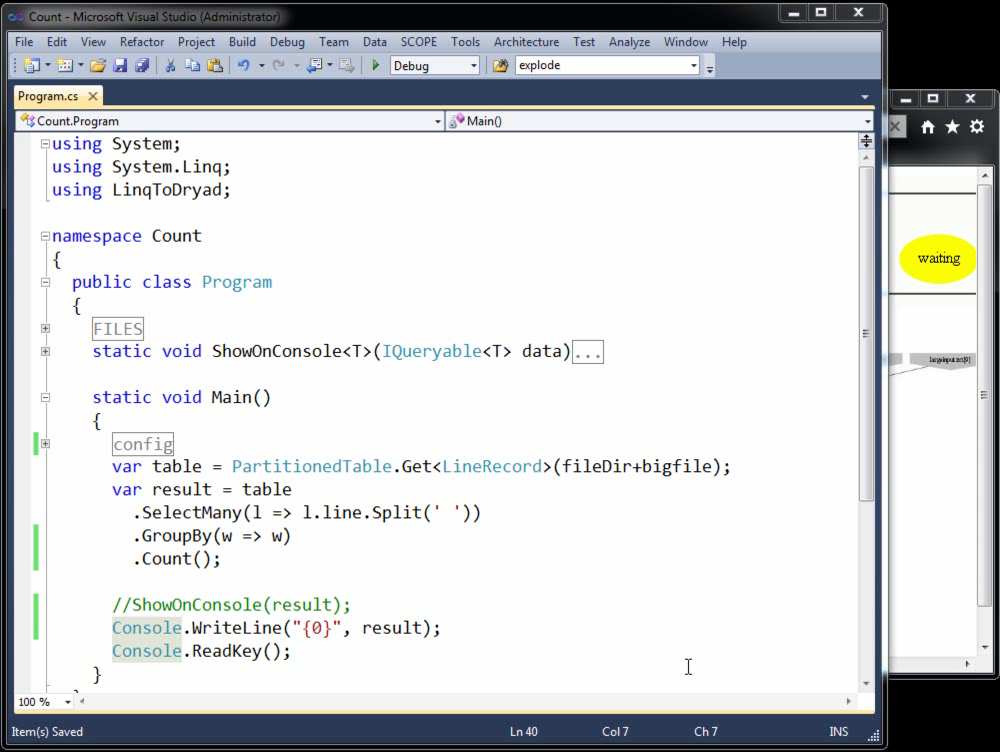 Count - Microsoft Visual Studio (Administrator)
File Edit View Refactor Project Build Debug Team Data SCOPE Tools Architecture Test Analyze Window Help
Debug explode
Program.cs
Count.Program Main()
using System;
using System.Linq;
using LinqToDryad;
namespace Count
{
public class Program
{
FILES
static void ShowOnConsole<T>(IQueryable<T> data)...
static void Main()
{
config
var table = PartitionedTable.Get<LineRecord>(fileDir+bigfile);
var result = table
.SelectMany(l => l.line.Split(' '))
.GroupBy(w => w)
.Count();
//ShowOnConsole(result);
Console.WriteLine("{0}", result);
Console.ReadKey();
}
100 %
Item(s) Saved Ln 40 Col 7 Ch 7 INS
waiting